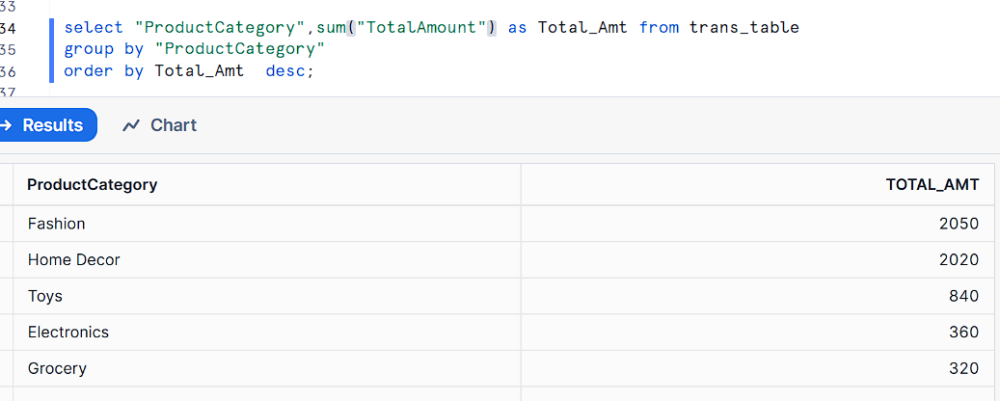 33
34 select "ProductCategory",sum("TotalAmount") as Total_Amt from trans_table
35 group by "ProductCategory"
36 order by Total_Amt  desc;
37
Results Chart
ProductCategory TOTAL_AMT
Fashion 2050
Home Decor 2020
Toys 840
Electronics 360
Grocery 320